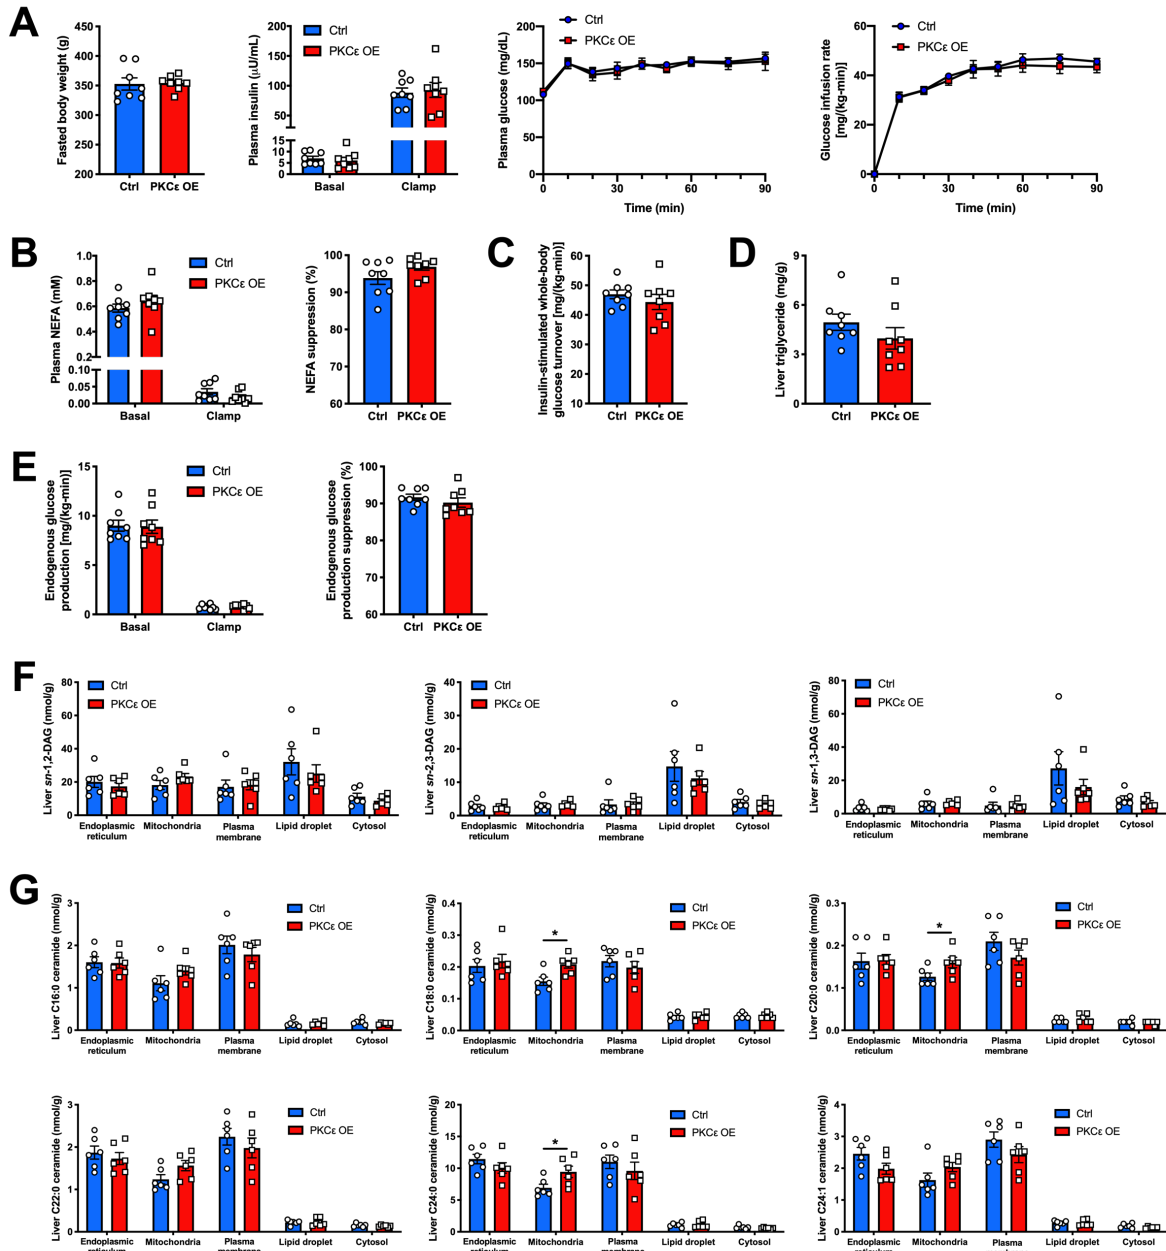 A
Fasted body weight (g)
450
400
350
300
250
200
Ctrl
PKCε OE
Plasma insulin (μU/mL)
200
150
100
50
15
10
5
0
Basal
Clamp
Ctrl
PKCε OE
Plasma glucose (mg/dL)
200
150
100
50
0
0
30
60
90
Time (min)
Ctrl
PKCε OE
Glucose infusion rate
[mg/(kg-min)]
60
40
20
0
0
30
60
90
Time (min)
Ctrl
PKCε OE
B
Plasma NEFA (mM)
1.0
0.8
0.6
0.4
0.2
0.10
0.05
0.00
Basal
Clamp
Ctrl
PKCε OE
NEFA suppression (%)
100
90
80
70
60
Ctrl
PKCε OE
C
Insulin-stimulated whole-body
glucose turnover [mg/(kg-min)]
60
50
40
30
20
10
Ctrl
PKCε OE
D
Liver triglyceride (mg/g)
9
6
3
0
Ctrl
PKCε OE
E
Endogenous glucose
production [mg/(kg-min)]
15
10
5
0
Basal
Clamp
Ctrl
PKCε OE
Endogenous glucose
production suppression (%)
100
90
80
70
60
Ctrl
PKCε OE
F
Liver sn-1,2-DAG (nmol/g)
80
60
40
20
0
Ctrl
PKCε OE
Endoplasmic
reticulum
Mitochondria
Plasma
membrane
Lipid droplet
Cytosol
Liver sn-2,3-DAG (nmol/g)
40
30
20
10
0
Ctrl
PKCε OE
Endoplasmic
reticulum
Mitochondria
Plasma
membrane
Lipid droplet
Cytosol
Liver sn-1,3-DAG (nmol/g)
80
60
40
20
0
Ctrl
PKCε OE
Endoplasmic
reticulum
Mitochondria
Plasma
membrane
Lipid droplet
Cytosol
G
Liver C16:0 ceramide (nmol/g)
3
2
1
0
Ctrl
PKCε OE
Endoplasmic
reticulum
Mitochondria
Plasma
membrane
Lipid droplet
Cytosol
Liver C18:0 ceramide (nmol/g)
0.4
0.3
0.2
0.1
0.0
*
Ctrl
PKCε OE
Endoplasmic
reticulum
Mitochondria
Plasma
membrane
Lipid droplet
Cytosol
Liver C20:0 ceramide (nmol/g)
0.3
0.2
0.1
0.0
*
Ctrl
PKCε OE
Endoplasmic
reticulum
Mitochondria
Plasma
membrane
Lipid droplet
Cytosol
Liver C22:0 ceramide (nmol/g)
3
2
1
0
Ctrl
PKCε OE
Endoplasmic
reticulum
Mitochondria
Plasma
membrane
Lipid droplet
Cytosol
Liver C24:0 ceramide (nmol/g)
20
15
10
5
0
*
Ctrl
PKCε OE
Endoplasmic
reticulum
Mitochondria
Plasma
membrane
Lipid droplet
Cytosol
Liver C24:1 ceramide (nmol/g)
4
3
2
1
0
Ctrl
PKCε OE
Endoplasmic
reticulum
Mitochondria
Plasma
membrane
Lipid droplet
Cytosol